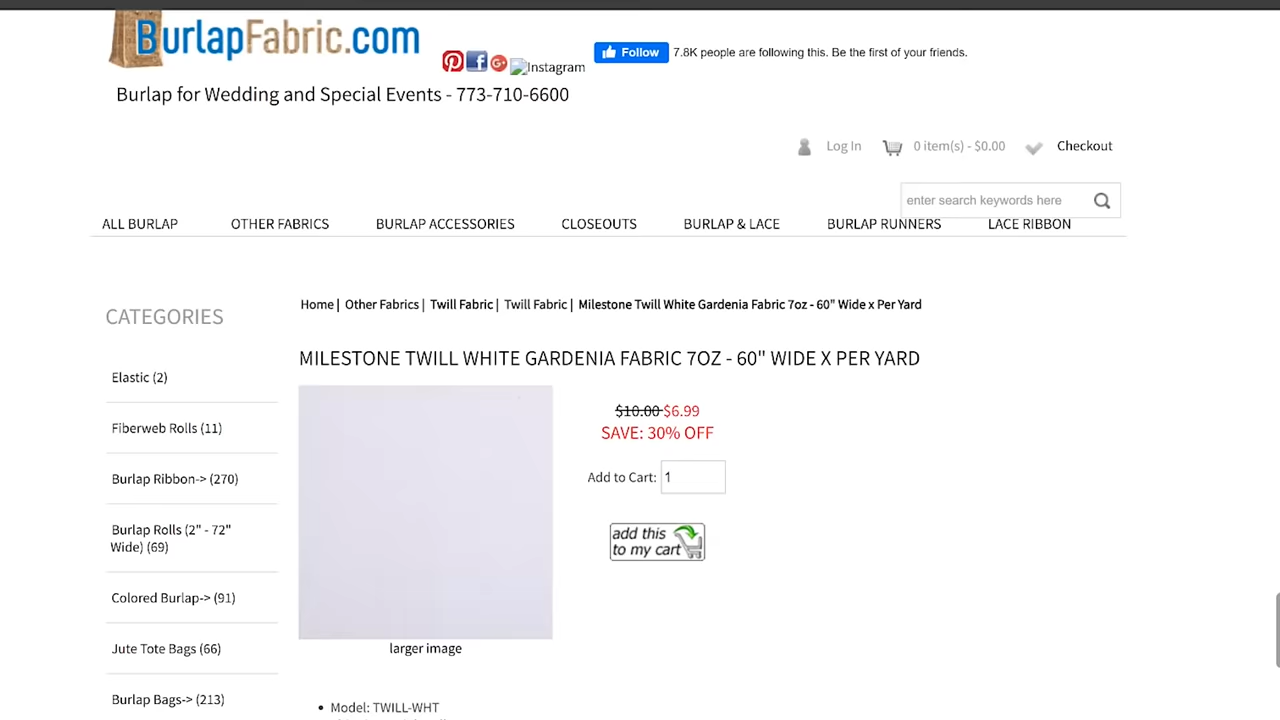 BurlapFabric.com
Instagram
Follow
7.8K people are following this. Be the first of your friends.
Burlap for Wedding and Special Events - 773-710-6600
Log In
0 item(s) - $0.00
Checkout
enter search keywords here
ALL BURLAP
OTHER FABRICS
BURLAP ACCESSORIES
CLOSEOUTS
BURLAP & LACE
BURLAP RUNNERS
LACE RIBBON
CATEGORIES
Elastic (2)
Fiberweb Rolls (11)
Burlap Ribbon-> (270)
Burlap Rolls (2" - 72"
Wide) (69)
Colored Burlap-> (91)
Jute Tote Bags (66)
Burlap Bags-> (213)
Home | Other Fabrics | Twill Fabric | Twill Fabric | Milestone Twill White Gardenia Fabric 7oz - 60" Wide x Per Yard
MILESTONE TWILL WHITE GARDENIA FABRIC 7OZ - 60" WIDE X PER YARD
$10.00 $6.99
SAVE: 30% OFF
Add to Cart: 1
add this
to my cart
larger image
Model: TWILL-WHT